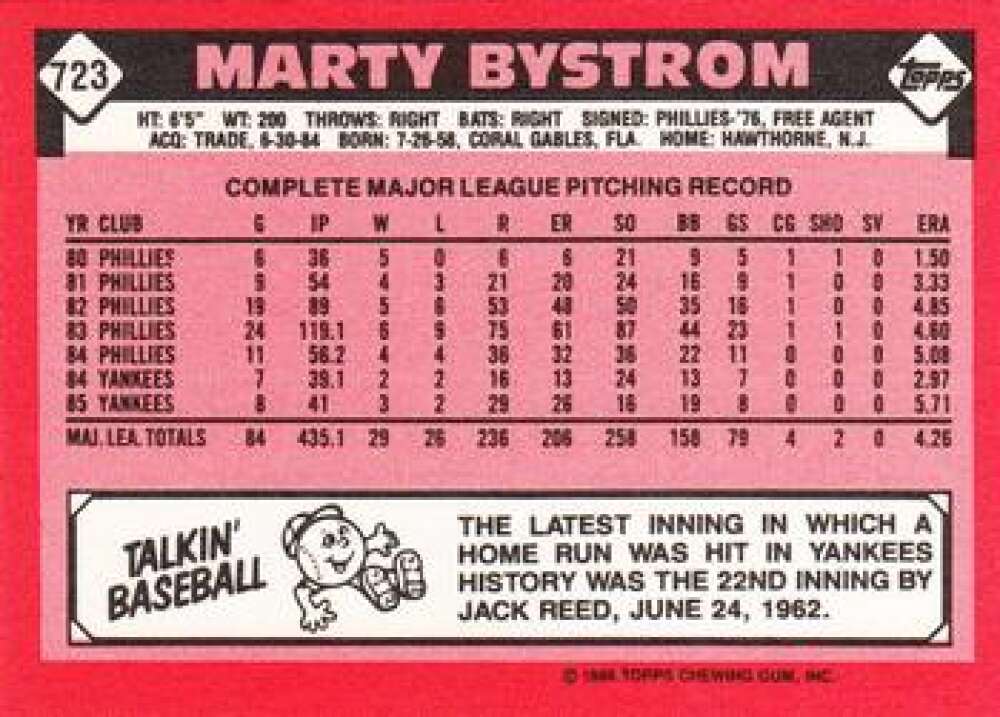 723 MARTY BYSTROM TOPPS
HT: 6'5" WT: 200 THROWS: RIGHT BATS: RIGHT SIGNED: PHILLIES-'76, FREE AGENT
ACQ: TRADE, 6-30-84 BORN: 7-26-58, CORAL GABLES, FLA. HOME: HAWTHORNE, N.J.
COMPLETE MAJOR LEAGUE PITCHING RECORD
YR CLUB G IP W L R ER SO BB GS CG SHO SV ERA
80 PHILLIES 6 36 5 0 6 6 21 9 5 1 1 0 1.50
81 PHILLIES 9 54 4 3 21 20 24 16 9 1 0 0 3.33
82 PHILLIES 19 89 5 6 53 48 50 35 16 1 0 0 4.85
83 PHILLIES 24 119.1 6 9 75 61 87 44 23 1 1 0 4.60
84 PHILLIES 11 56.2 4 4 36 32 36 22 11 0 0 0 5.08
84 YANKEES 7 39.1 2 2 16 13 24 13 7 0 0 0 2.97
85 YANKEES 8 41 3 2 29 26 16 19 8 0 0 0 5.71
MAJ. LEA. TOTALS 84 435.1 29 26 236 206 258 158 79 4 2 0 4.26
TALKIN'
BASEBALL
THE LATEST INNING IN WHICH A
HOME RUN WAS HIT IN YANKEES
HISTORY WAS THE 22ND INNING BY
JACK REED, JUNE 24, 1962.
© 1986 TOPPS CHEWING GUM, INC.